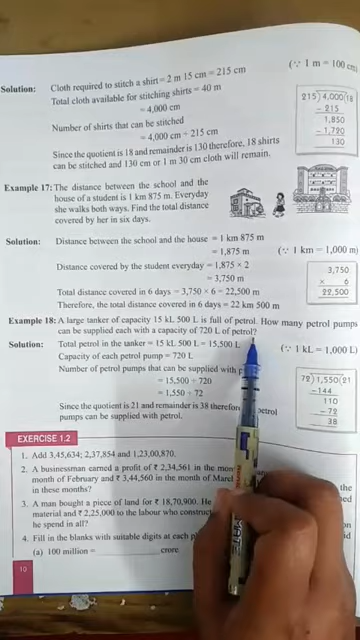 Solution: Cloth required to stitch a shirt = 2 m 15 cm = 215 cm (∵ 1 m = 100 cm)
Total cloth available for stitching shirts = 40 m
= 4,000 cm
Number of shirts that can be stitched
= 4,000 cm ÷ 215 cm
Since the quotient is 18 and remainder is 130 therefore, 18 shirts
can be stitched and 130 cm or 1 m 30 cm cloth will remain.
215) 4,000 (18
− 215
1,850
− 1,720
130
Example 17: The distance between the school and the
house of a student is 1 km 875 m. Everyday
she walks both ways. Find the total distance
covered by her in six days.
Solution: Distance between the school and the house = 1 km 875 m
= 1,875 m (∵ 1 km = 1,000 m)
Distance covered by the student everyday = 1,875 × 2
= 3,750 m
Total distance covered in 6 days = 3,750 × 6 = 22,500 m
Therefore, the total distance covered in 6 days = 22 km 500 m
3,750
× 6
22,500
Example 18: A large tanker of capacity 15 kL 500 L is full of petrol. How many petrol pumps
can be supplied each with a capacity of 720 L of petrol?
Solution: Total petrol in the tanker = 15 kL 500 L = 15,500 L (∵ 1 kL = 1,000 L)
Capacity of each petrol pump = 720 L
Number of petrol pumps that can be supplied with
= 15,500 ÷ 720
= 1,550 ÷ 72
Since the quotient is 21 and remainder is 38 therefore petrol
pumps can be supplied with petrol.
72) 1,550 (21
−144
110
−72
38
EXERCISE 1.2
1. Add 3,45,634; 2,37,854 and 1,23,00,870.
2. A businessman earned a profit of ₹ 2,34,561 in the the
month of February and ₹ 3,44,560 in the month of
in these months?
3. A man bought a piece of land for ₹ 18,70,900. He on
material and ₹ 2,25,000 to the labour who did
he spend in all?
4. Fill in the blanks with suitable digits at each
(a) 100 million = ________ crore
10